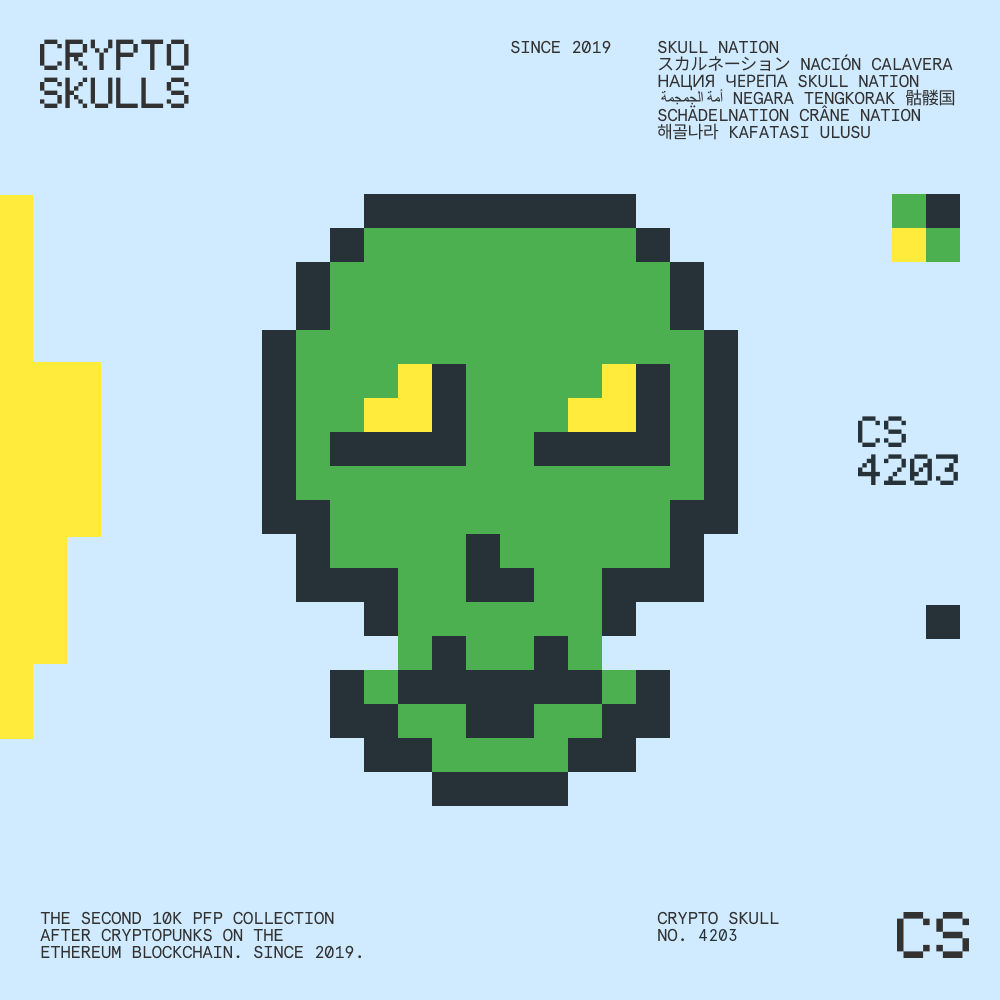 CRYPTO
SKULLS
SINCE 2019
SKULL NATION
スカルネーション NACIÓN CALAVERA
НАЦИЯ ЧЕРЕПА SKULL NATION
أمة الجمجمة NEGARA TENGKORAK 骷髅国
SCHÄDELNATION CRÂNE NATION
해골나라 KAFATASI ULUSU
CS
4203
THE SECOND 10K PFP COLLECTION
AFTER CRYPTOPUNKS ON THE
ETHEREUM BLOCKCHAIN. SINCE 2019.
CRYPTO SKULL
NO. 4203
CS